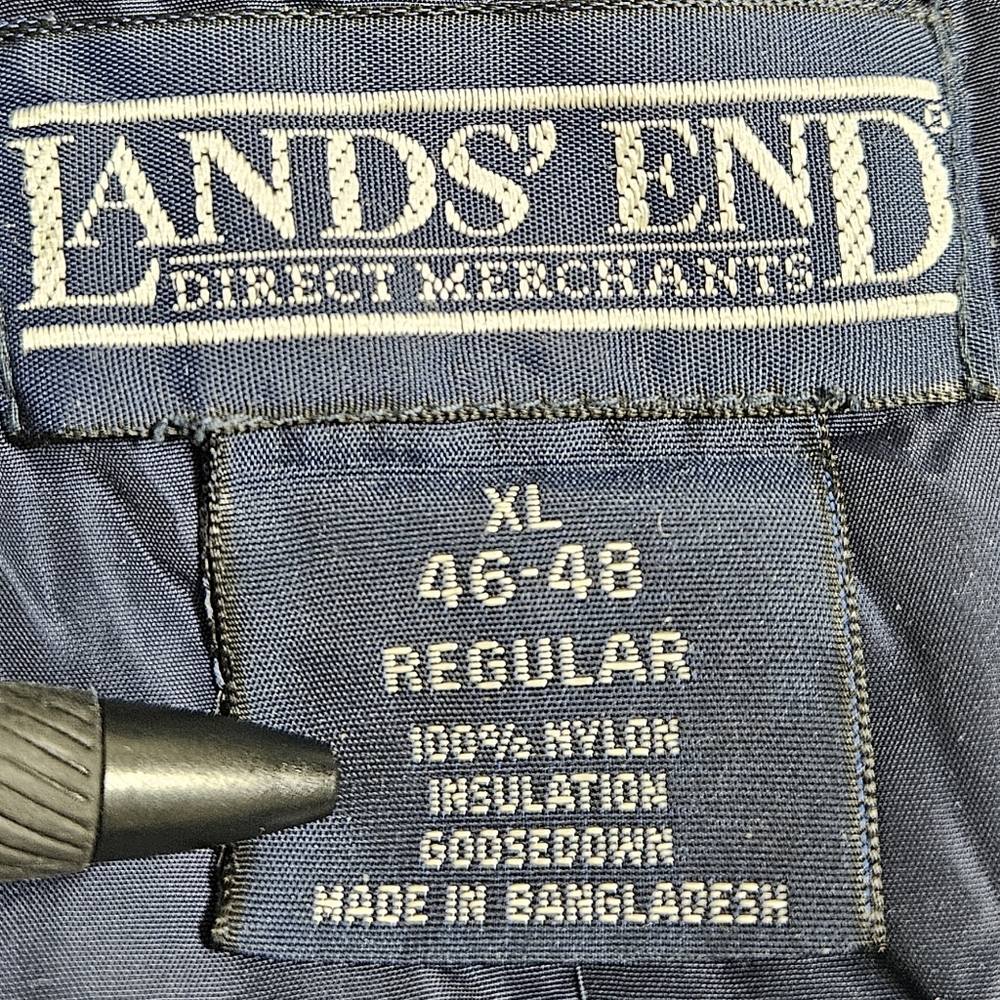 LANDS' END
DIRECT MERCHANTS
XL
46-48
REGULAR
100% NYLON
INSULATION
GOOSEDOWN
MADE IN BANGLADESH